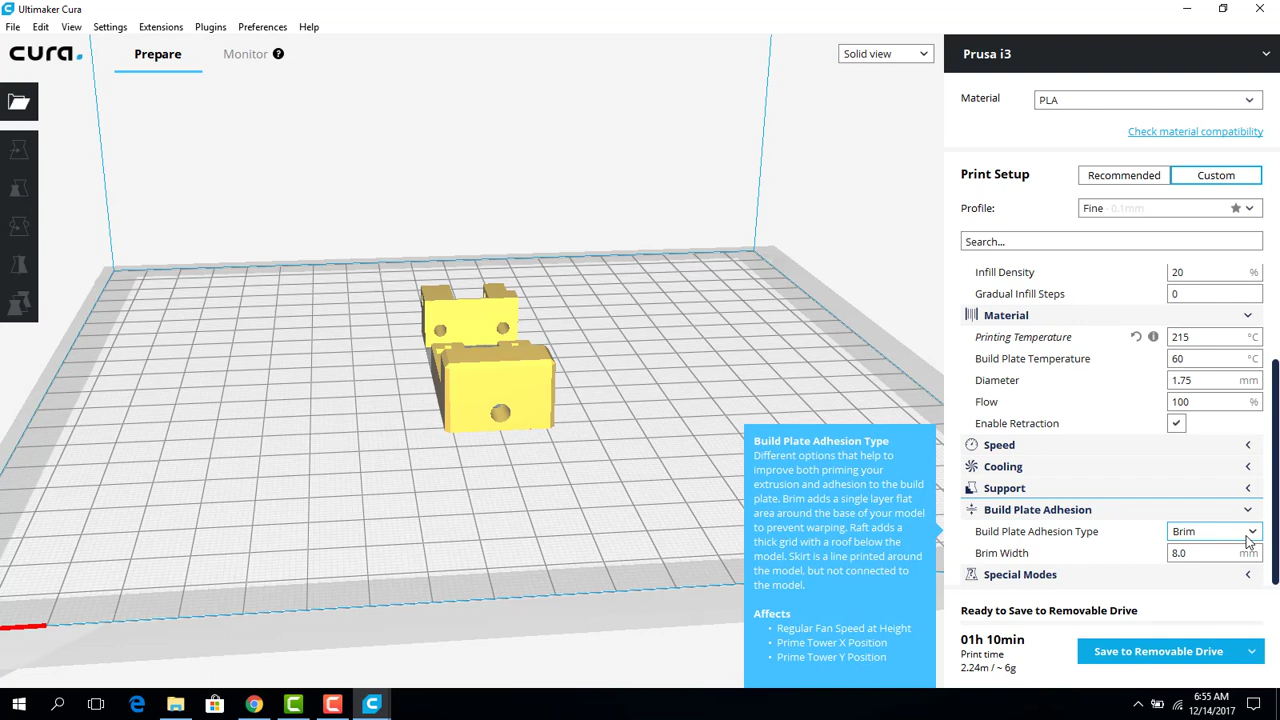 Ultimaker Cura
File Edit View Settings Extensions Plugins Preferences Help
cura.
Prepare
Monitor ?
Solid view
Prusa i3
Material
PLA
Check material compatibility
Print Setup
Recommended
Custom
Profile:
Fine - 0.1mm
Search...
Infill Density
20 %
Gradual Infill Steps
0
Material
Printing Temperature
215 °C
Build Plate Temperature
60 °C
Diameter
1.75 mm
Flow
100 %
Enable Retraction
Speed
Cooling
Support
Build Plate Adhesion
Build Plate Adhesion Type
Brim
Brim Width
8.0 mm
Special Modes
Build Plate Adhesion Type
Different options that help to
improve both priming your
extrusion and adhesion to the build
plate. Brim adds a single layer flat
area around the base of your model
to prevent warping. Raft adds a
thick grid with a roof below the
model. Skirt is a line printed around
the model, but not connected to
the model.
Affects
• Regular Fan Speed at Height
• Prime Tower X Position
• Prime Tower Y Position
Ready to Save to Removable Drive
01h 10min
Print time
2.24m / ~ 6g
Save to Removable Drive
6:55 AM
12/14/2017